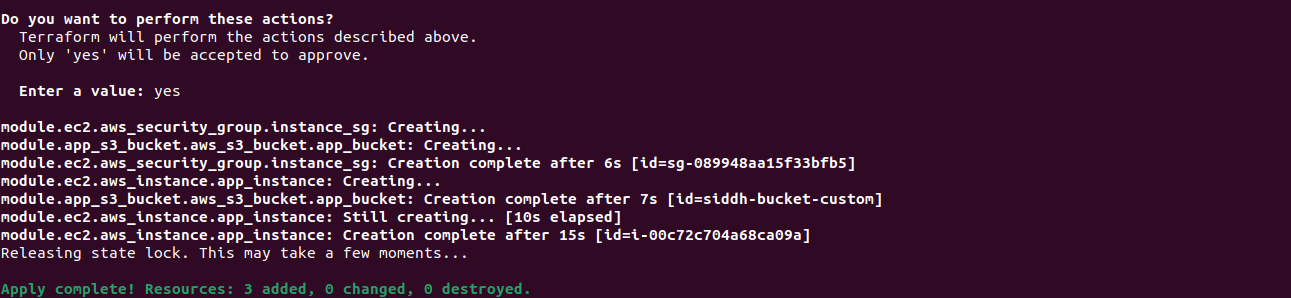 Do you want to perform these actions?
Terraform will perform the actions described above.
Only 'yes' will be accepted to approve.
Enter a value: yes
module.ec2.aws_security_group.instance_sg: Creating...
module.app_s3_bucket.aws_s3_bucket.app_bucket: Creating...
module.ec2.aws_security_group.instance_sg: Creation complete after 6s [id=sg-089948aa15f33bfb5]
module.ec2.aws_instance.app_instance: Creating...
module.app_s3_bucket.aws_s3_bucket.app_bucket: Creation complete after 7s [id=siddh-bucket-custom]
module.ec2.aws_instance.app_instance: Still creating... [10s elapsed]
module.ec2.aws_instance.app_instance: Creation complete after 15s [id=i-00c72c704a68ca09a]
Releasing state lock. This may take a few moments...
Apply complete! Resources: 3 added, 0 changed, 0 destroyed.